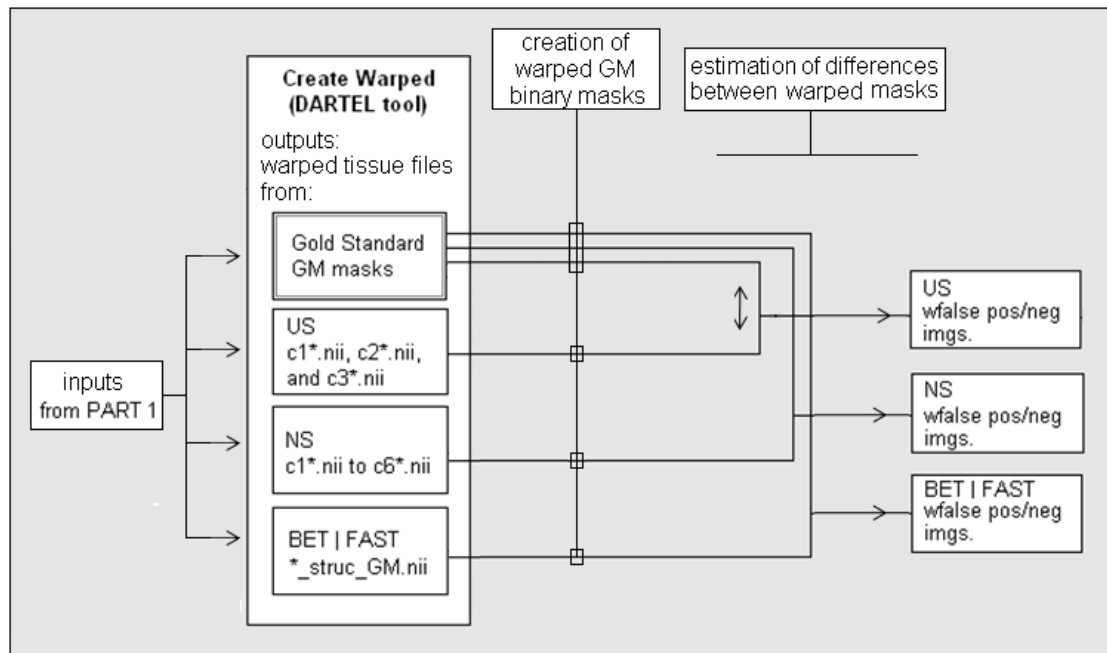 creation of
warped GM
binary masks
estimation of differences
between warped masks
Create Warped
(DARTEL tool)
outputs:
warped tissue files
from:
Gold Standard
GM masks
US
c1*.nii, c2*.nii,
and c3*.nii
NS
c1*.nii to c6*.nii
BET | FAST
*_struc_GM.nii
inputs
from PART 1
US
wfalse pos/neg
imgs.
NS
wfalse pos/neg
imgs.
BET | FAST
wfalse pos/neg
imgs.